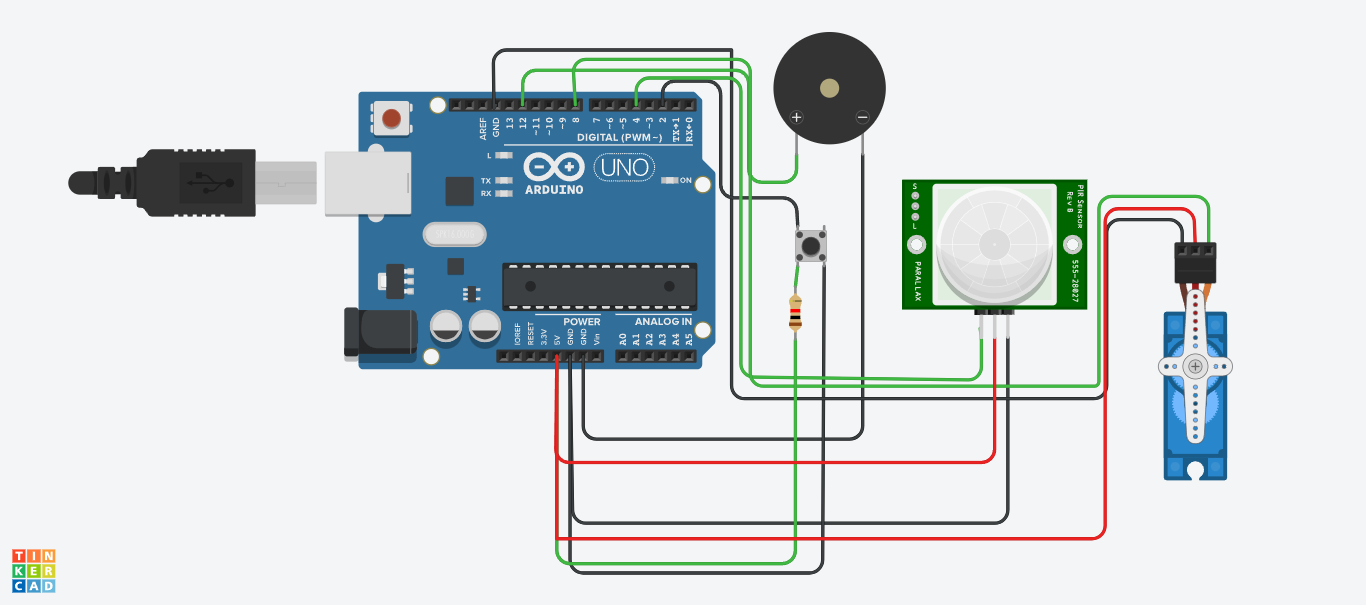 AREF
GND
13
12
~11
~10
~9
8
7
~6
~5
4
~3
2
TX→1
RX←0
DIGITAL (PWM~)
L
TX
RX
ARDUINO
UNO
ON
IOREF
RESET
3.3V
5V
GND
GND
Vin
POWER
ANALOG IN
A0
A1
A2
A3
A4
A5
+
−
S
L
PARALLAX
PIR SENSOR
REV B
555-28027
TIN
KER
CAD